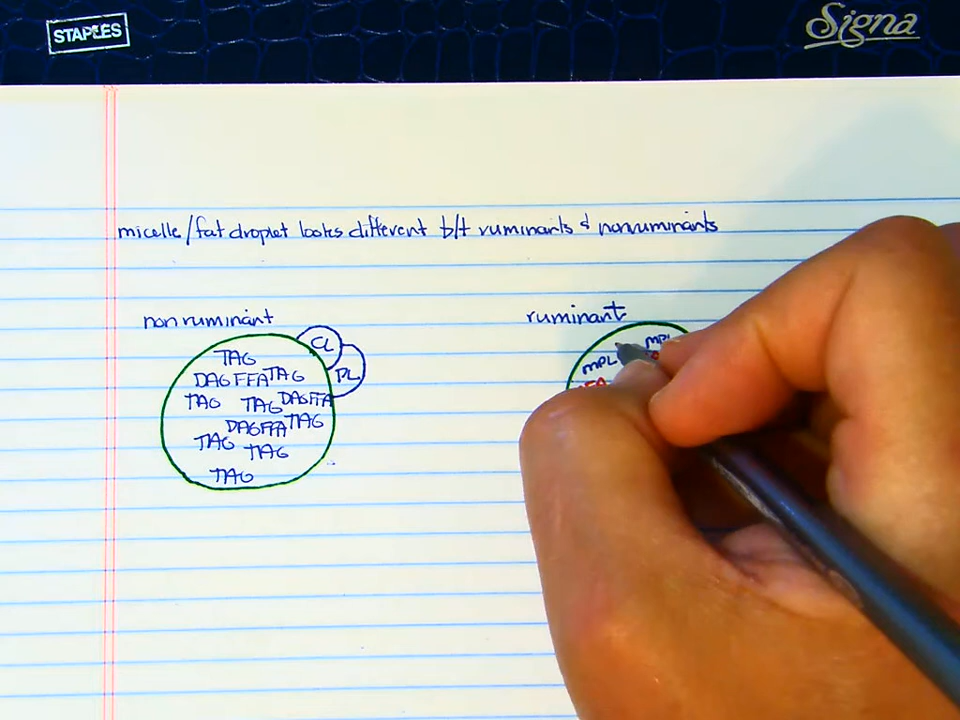 STAPLES
Signa
micelle/fat droplet looks different b/t ruminants & nonruminants
nonruminant
ruminant
CL
PL
TAG
DAG FFA TAG
TAG TAG DAG FFA
DAG FFA TAG
TAG TAG
TAG
MPL
MPL